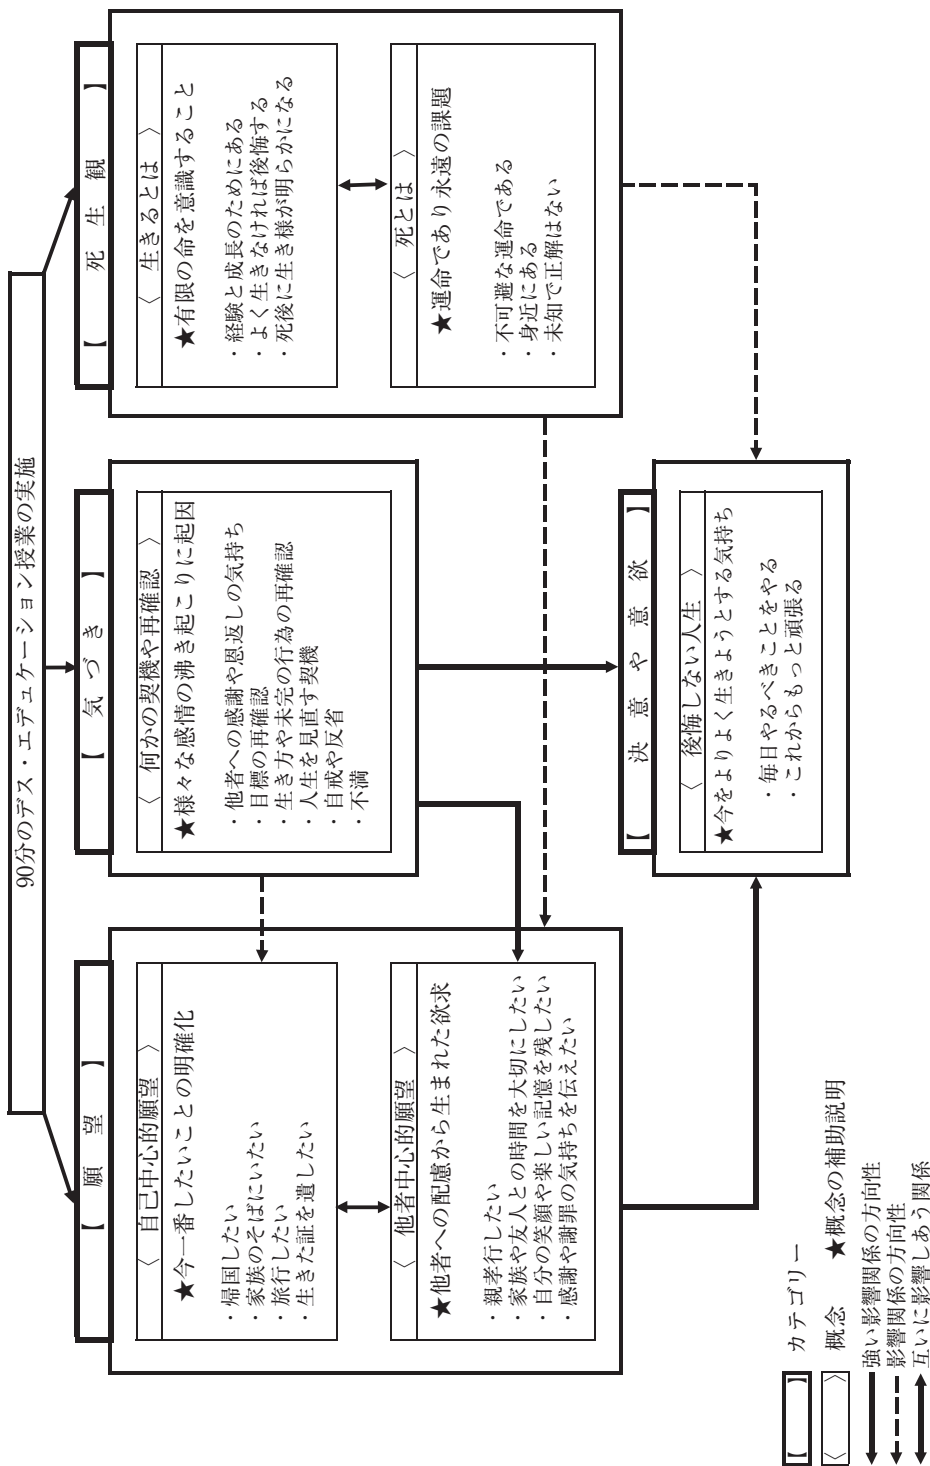 90分のデス・エデュケーション授業の実施
【 願 望 】
〈 自己中心的願望 〉
★今一番したいことの明確化
・帰国したい
・家族のそばにいたい
・旅行したい
・生きた証を遺したい
〈 他者中心的願望 〉
★他者への配慮から生まれた欲求
・親孝行したい
・家族や友人との時間を大切にしたい
・自分の笑顔や楽しい記憶を残したい
・感謝や謝罪の気持ちを伝えたい
【 気 づ き 】
〈 何かの契機や再確認 〉
★様々な感情の沸き起こりに起因
・他者への感謝や恩返しの気持ち
・目標の再確認
・生き方や未完の行為の再確認
・人生を見直す契機
・自戒や反省
・不満
【 死 生 観 】
〈 生きるとは 〉
★有限の命を意識すること
・経験と成長のためにある
・よく生きなければ後悔する
・死後に生き様が明らかになる
〈 死とは 〉
★運命であり永遠の課題
・不可避な運命である
・身近にある
・未知で正解はない
【 決 意 や 意 欲 】
〈 後悔しない人生 〉
★今をよりよく生きようとする気持ち
・毎日やるべきことをやる
・これからもっと頑張る
【 】 カテゴリー
〈 〉 概念 ★概念の補助説明
強い影響関係の方向性
影響関係の方向性
互いに影響しあう関係